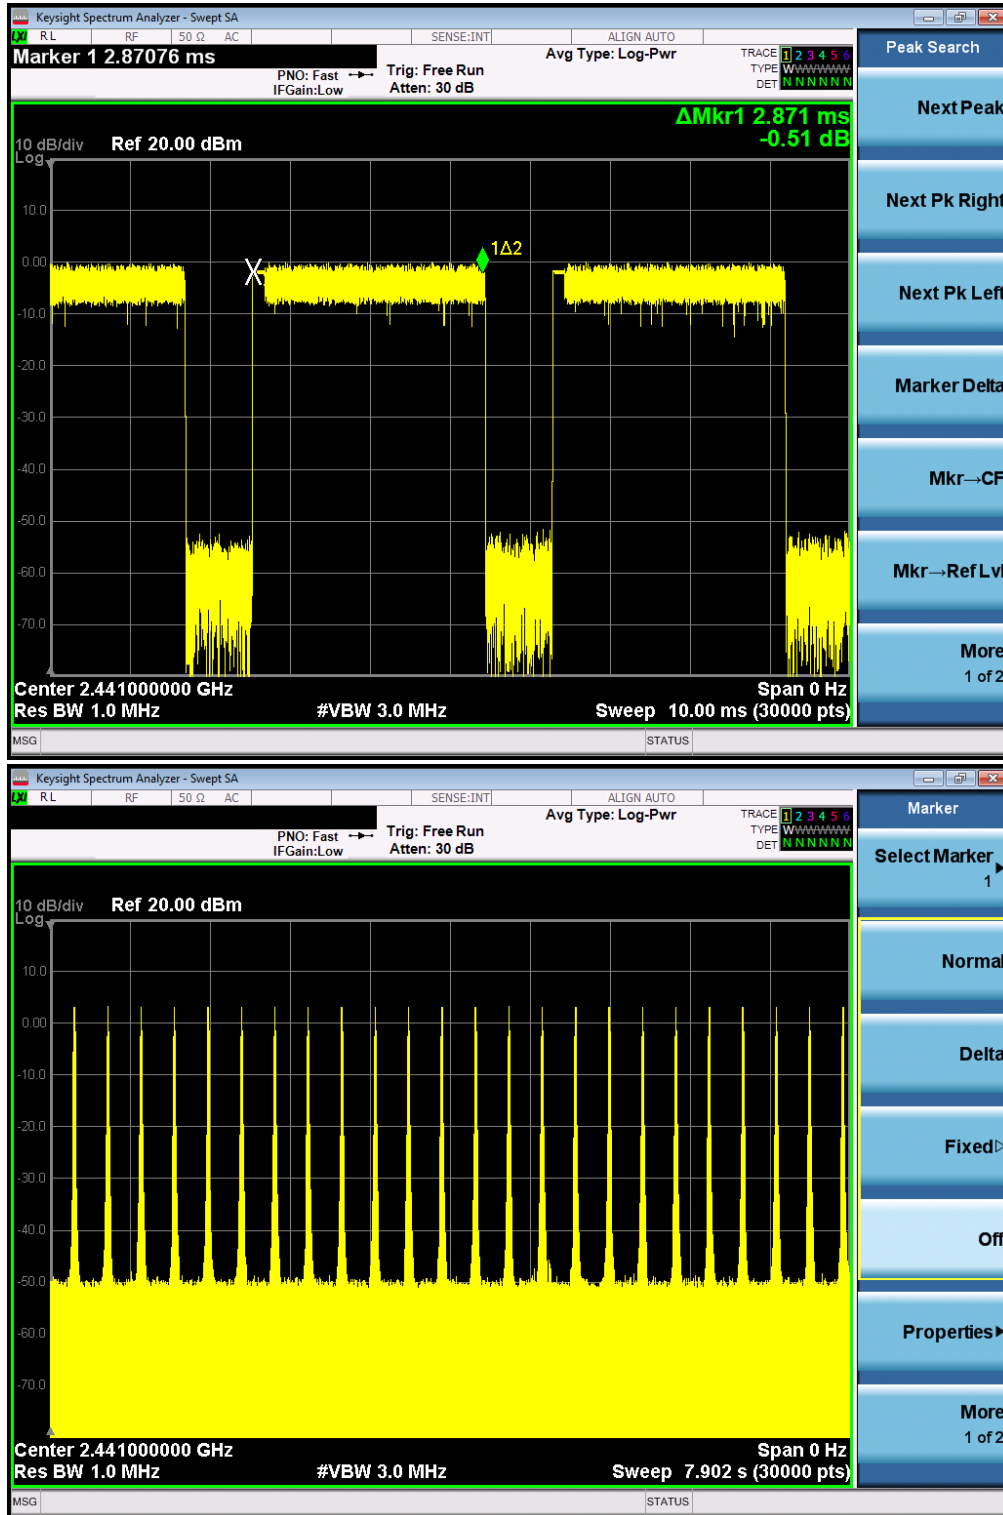 Keysight Spectrum Analyzer - Swept SA
LXI RL RF 50 Ω AC SENSE:INT ALIGN AUTO
Marker 1 2.87076 ms
PNO: Fast
IFGain:Low
Trig: Free Run
Atten: 30 dB
Avg Type: Log-Pwr
TRACE 1 2 3 4 5 6
TYPE WWWWWW
DET N N N N N N
Peak Search
Next Peak
Next Pk Right
Next Pk Left
Marker Delta
Mkr→CF
Mkr→Ref Lvl
More
1 of 2
ΔMkr1 2.871 ms
-0.51 dB
10 dB/div
Log
Ref 20.00 dBm
10.0
0.00
-10.0
-20.0
-30.0
-40.0
-50.0
-60.0
-70.0
1Δ2
X
Center 2.441000000 GHz
Span 0 Hz
Res BW 1.0 MHz
#VBW 3.0 MHz
Sweep 10.00 ms (30000 pts)
MSG
STATUS
Keysight Spectrum Analyzer - Swept SA
LXI RL RF 50 Ω AC SENSE:INT ALIGN AUTO
PNO: Fast
IFGain:Low
Trig: Free Run
Atten: 30 dB
Avg Type: Log-Pwr
TRACE 1 2 3 4 5 6
TYPE WWWWWW
DET N N N N N N
Marker
Select Marker
1
Normal
Delta
Fixed
Off
Properties
More
1 of 2
10 dB/div
Log
Ref 20.00 dBm
10.0
0.00
-10.0
-20.0
-30.0
-40.0
-50.0
-60.0
-70.0
Center 2.441000000 GHz
Span 0 Hz
Res BW 1.0 MHz
#VBW 3.0 MHz
Sweep 7.902 s (30000 pts)
MSG
STATUS